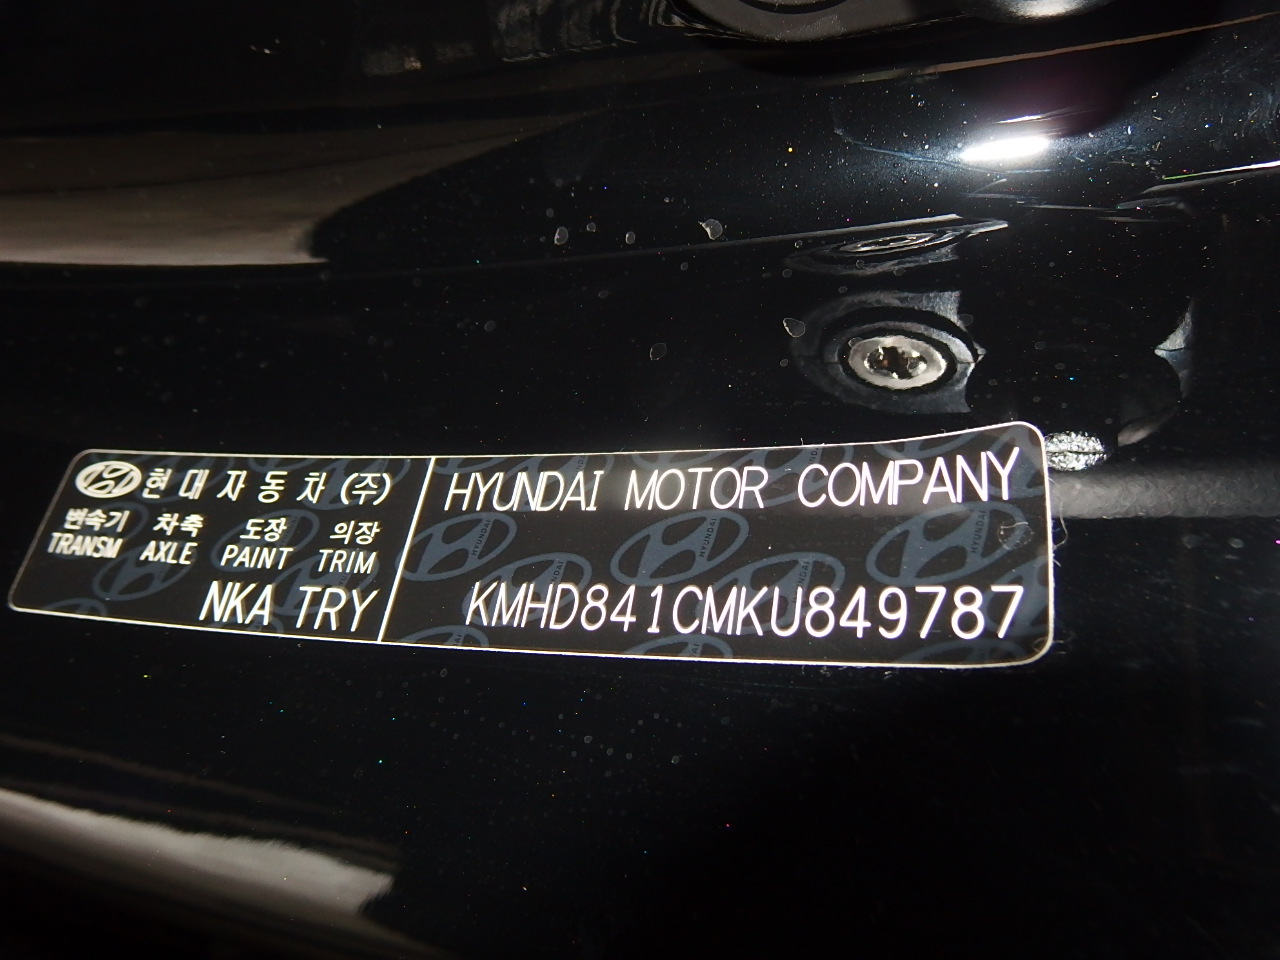 현대자동차(주)
변속기 차축 도장 의장
TRANSM AXLE PAINT TRIM
NKA TRY
HYUNDAI MOTOR COMPANY
KMHD841CMKU849787